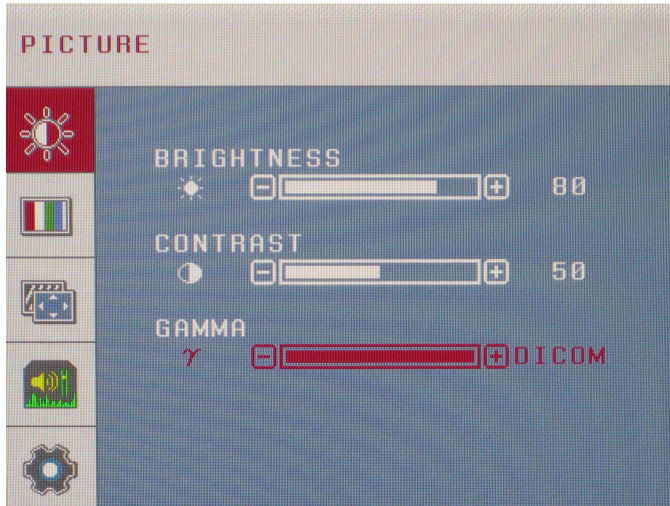 PICTURE
BRIGHTNESS
80
CONTRAST
50
GAMMA
γ DICOM